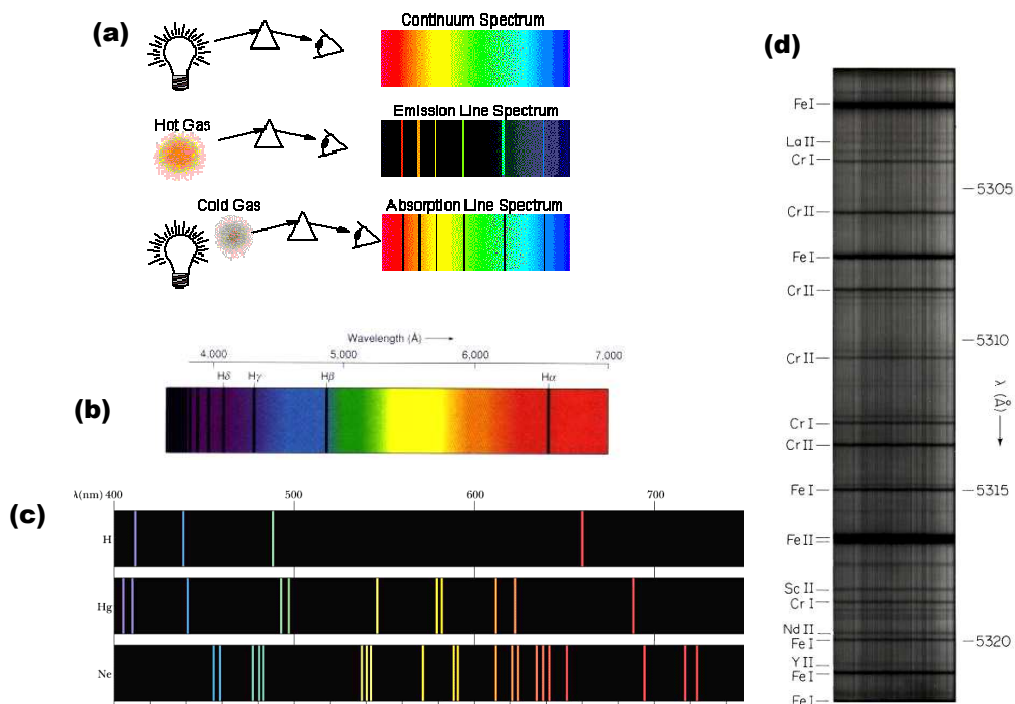 (a)
Continuum Spectrum
Hot Gas
Emission Line Spectrum
Cold Gas
Absorption Line Spectrum
(b)
Wavelength (Å)
4,000 5,000 6,000 7,000
Hδ Hγ Hβ Hα
(c)
λ(nm) 400 500 600 700
H
Hg
Ne
(d)
Fe I
La II
Cr I
5305
Cr II
Fe I
Cr II
5310
Cr II
λ (Å)
Cr I
Cr II
Fe I
5315
Fe II
Sc II
Cr I
Nd II
Fe I
5320
Y II
Fe I
Fe I